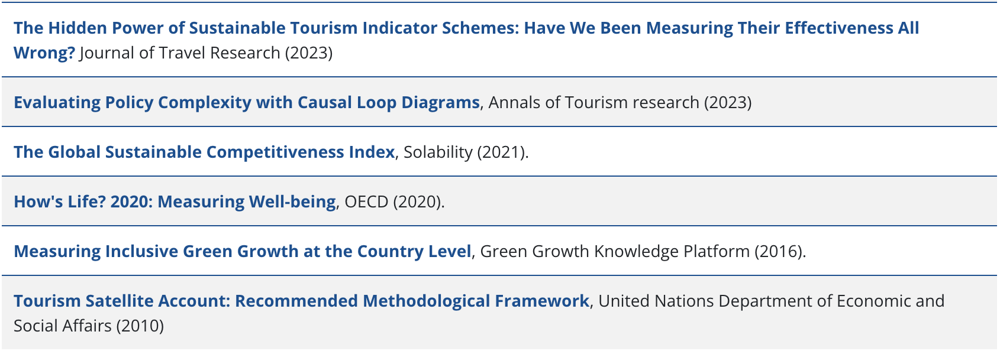 The Hidden Power of Sustainable Tourism Indicator Schemes: Have We Been Measuring Their Effectiveness All
Wrong? Journal of Travel Research (2023)
Evaluating Policy Complexity with Causal Loop Diagrams, Annals of Tourism research (2023)
The Global Sustainable Competitiveness Index, Solability (2021).
How's Life? 2020: Measuring Well-being, OECD (2020).
Measuring Inclusive Green Growth at the Country Level, Green Growth Knowledge Platform (2016).
Tourism Satellite Account: Recommended Methodological Framework, United Nations Department of Economic and
Social Affairs (2010)